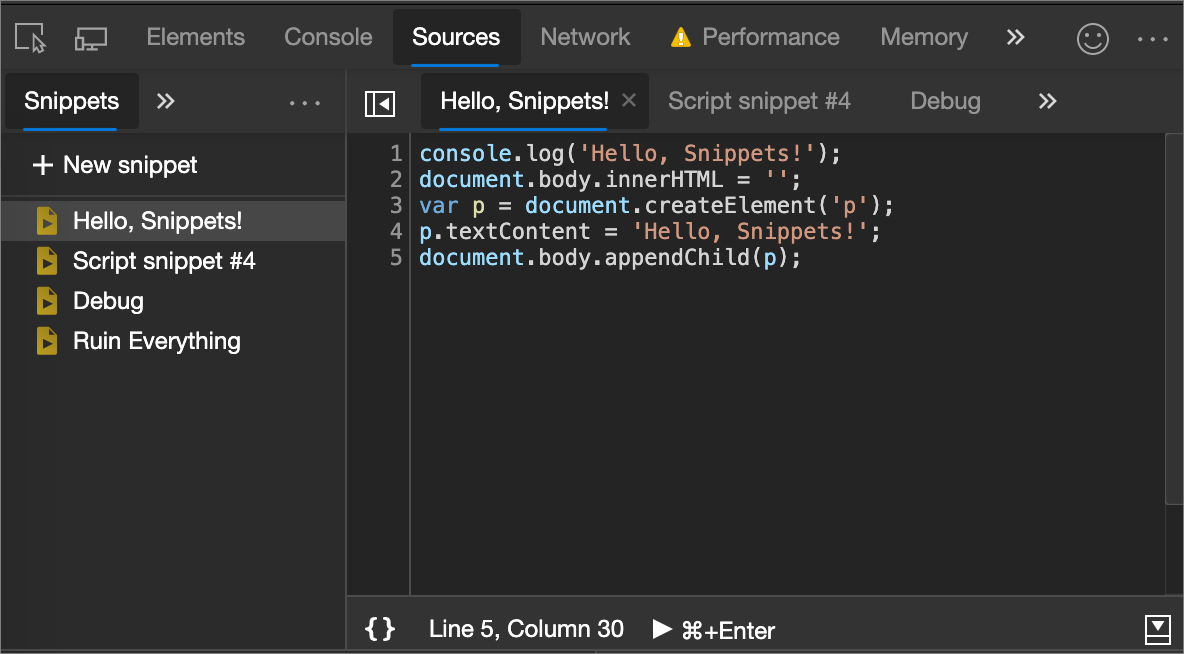 Elements Console Sources Network Performance Memory
Snippets
Hello, Snippets! Script snippet #4 Debug
New snippet
Hello, Snippets!
Script snippet #4
Debug
Ruin Everything
1 console.log('Hello, Snippets!');
2 document.body.innerHTML = '';
3 var p = document.createElement('p');
4 p.textContent = 'Hello, Snippets!';
5 document.body.appendChild(p);
{} Line 5, Column 30 ⌘+Enter